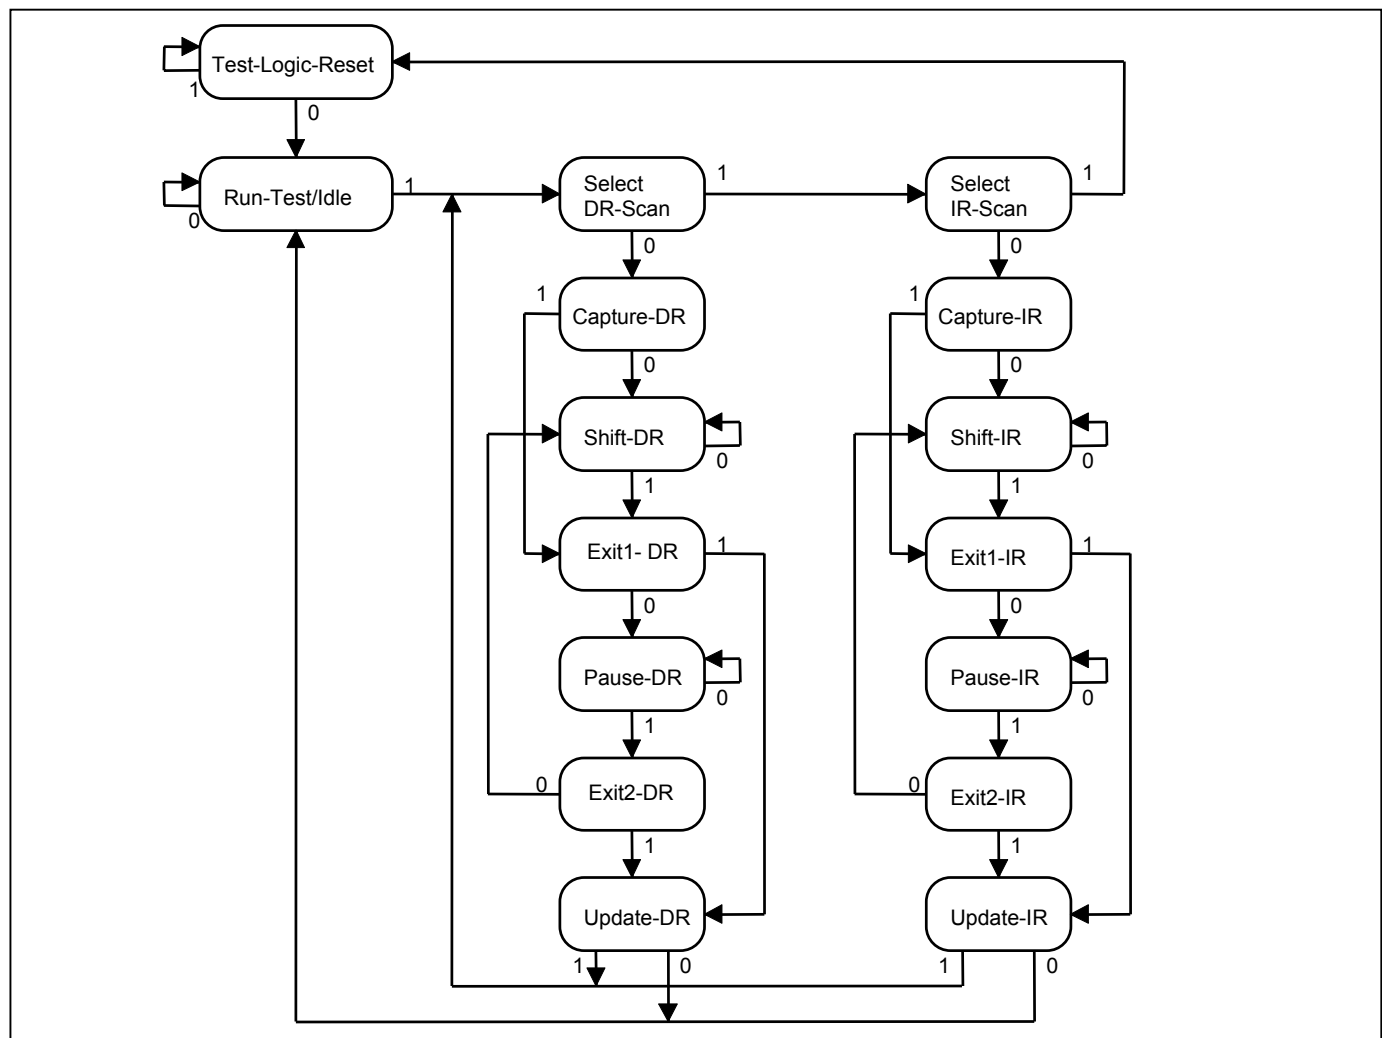 Test-Logic-Reset
1
0
Run-Test/Idle
1
0
Select
DR-Scan
1
0
Select
IR-Scan
1
0
1
Capture-DR
0
1
Capture-IR
0
Shift-DR
0
1
Shift-IR
0
1
Exit1- DR
1
0
Exit1-IR
1
0
Pause-DR
0
1
Pause-IR
0
1
0
Exit2-DR
1
0
Exit2-IR
1
Update-DR
1
0
Update-IR
1
0